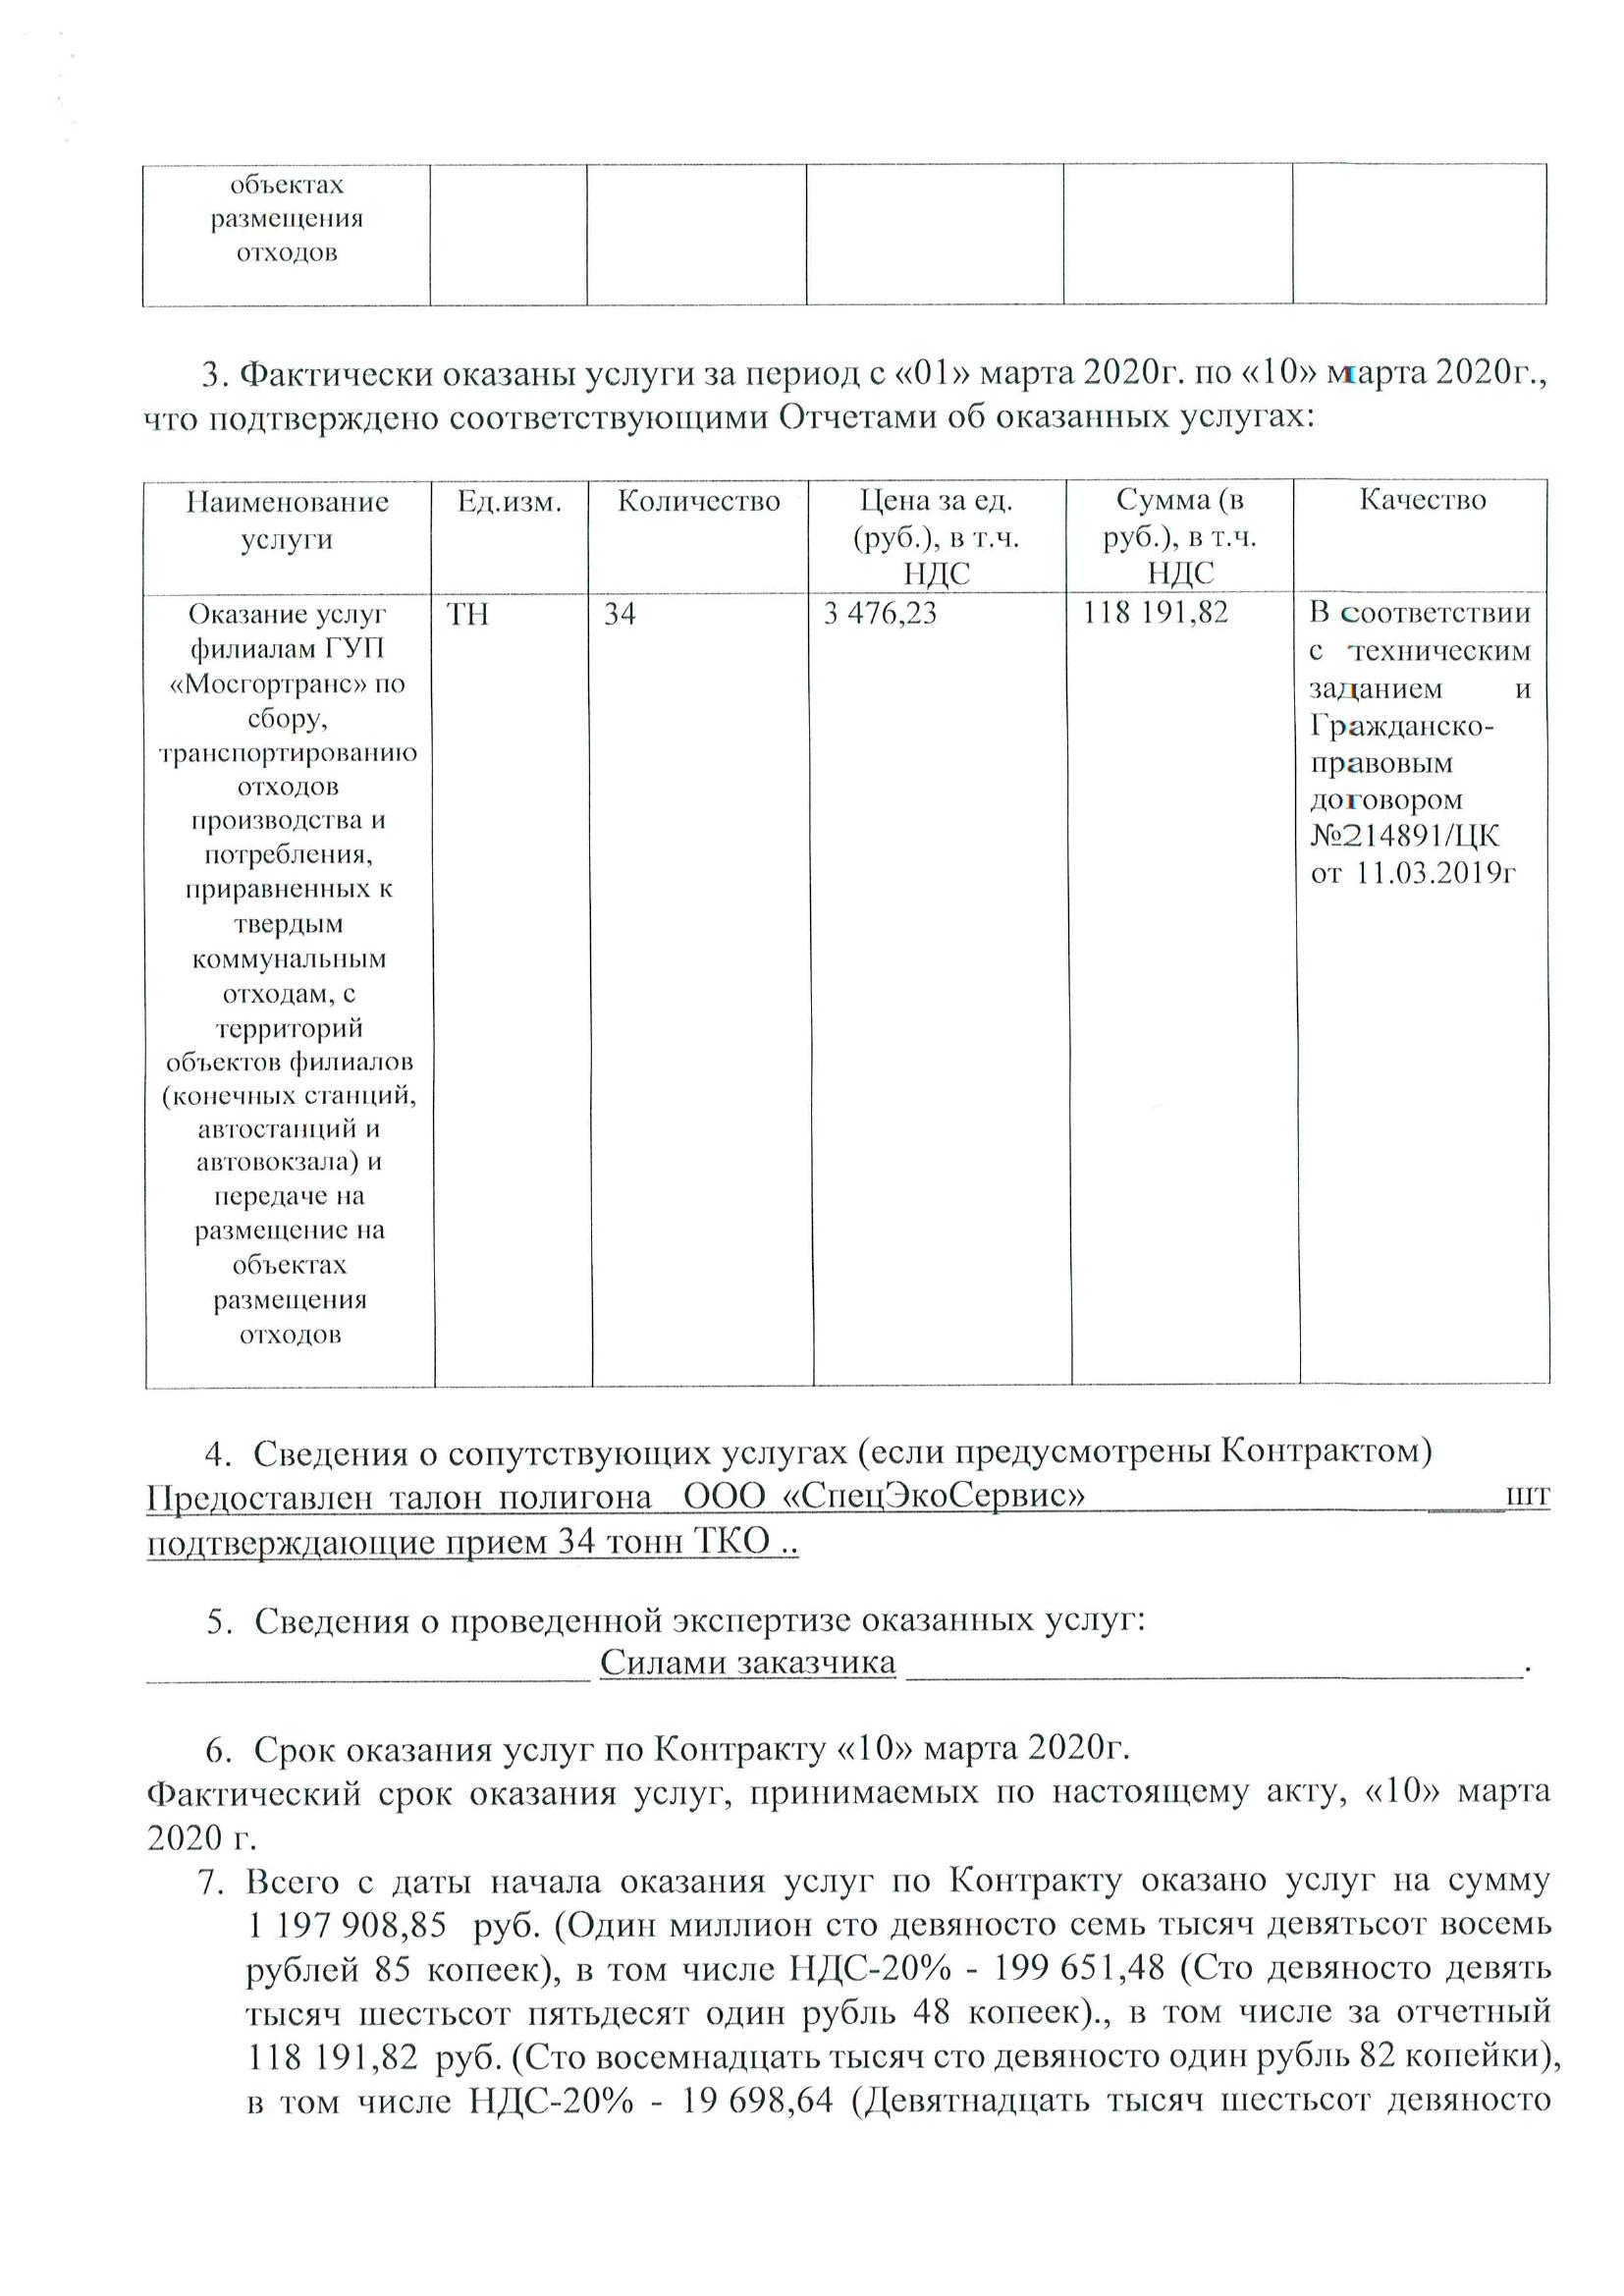 объектах
размещения
отходов
3. Фактически оказаны услуги за период с «01» марта 2020г. по «10» марта 2020г.,
что подтверждено соответствующими Отчетами об оказанных услугах:
Наименование
услуги
Ед.изм.
Количество
Цена за ед.
(руб.), в т.ч.
НДС
Сумма (в
руб.), в т.ч.
НДС
Качество
Оказание услуг
филиалам ГУП
«Мосгортранс» по
сбору,
транспортированию
отходов
производства и
потребления,
приравненных к
твердым
коммунальным
отходам, с
территорий
объектов филиалов
(конечных станций,
автостанций и
автовокзала) и
передаче на
размещение на
объектах
размещения
отходов
ТН
34
3 476,23
118 191,82
В соответствии
с техническим
заданием и
Гражданско-
правовым
договором
№214891/ЦК
от 11.03.2019г
4. Сведения о сопутствующих услугах (если предусмотрены Контрактом)
Предоставлен талон полигона ООО «СпецЭкоСервис» ____шт
подтверждающие прием 34 тонн ТКО ..
5. Сведения о проведенной экспертизе оказанных услуг:
_______________________ Силами заказчика ________________________________.
6. Срок оказания услуг по Контракту «10» марта 2020г.
Фактический срок оказания услуг, принимаемых по настоящему акту, «10» марта
2020 г.
7. Всего с даты начала оказания услуг по Контракту оказано услуг на сумму
1 197 908,85 руб. (Один миллион сто девяносто семь тысяч девятьсот восемь
рублей 85 копеек), в том числе НДС-20% - 199 651,48 (Сто девяносто девять
тысяч шестьсот пятьдесят один рубль 48 копеек)., в том числе за отчетный
118 191,82 руб. (Сто восемнадцать тысяч сто девяносто один рубль 82 копейки),
в том числе НДС-20% - 19 698,64 (Девятнадцать тысяч шестьсот девяносто